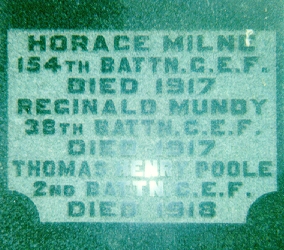 HORACE MILNE
154TH BATTN. C.E.F.
DIED 1917
REGINALD MUNDY
38TH BATTN. C.E.F.
DIED 1917
THOMAS HENRY POOLE
2ND BATTN. C.E.F.
DIED 1918